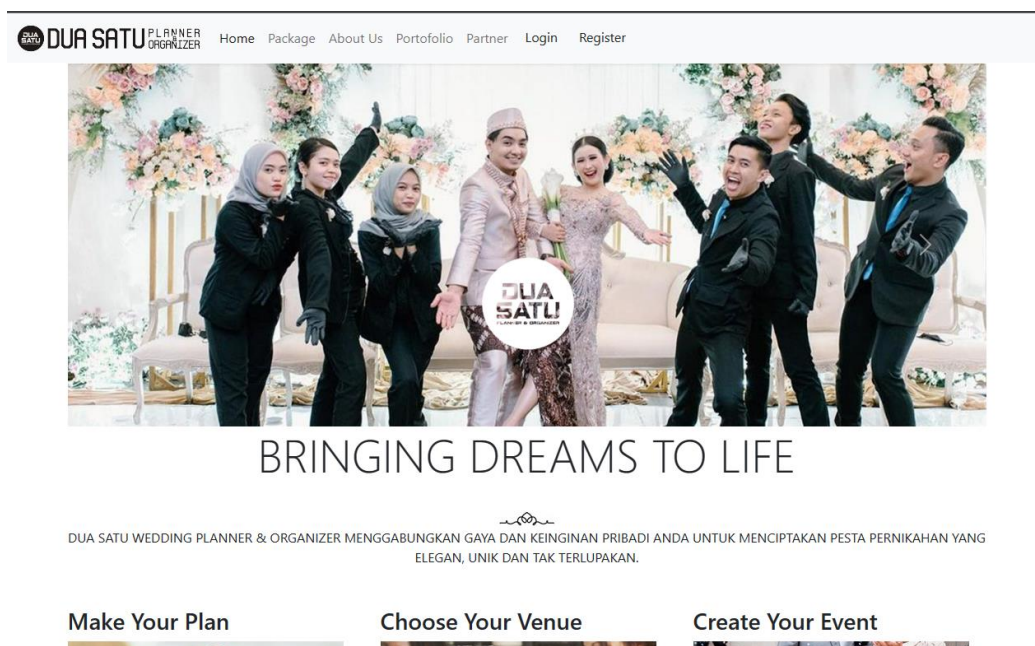 DUA SATU
DUA SATU PLANNER & ORGANIZER
Home Package About Us Portofolio Partner Login Register
DUA
SATU
PLANNER & ORGANIZER
BRINGING DREAMS TO LIFE
DUA SATU WEDDING PLANNER & ORGANIZER MENGGABUNGKAN GAYA DAN KEINGINAN PRIBADI ANDA UNTUK MENCIPTAKAN PESTA PERNIKAHAN YANG
ELEGAN, UNIK DAN TAK TERLUPAKAN.
Make Your Plan
Choose Your Venue
Create Your Event